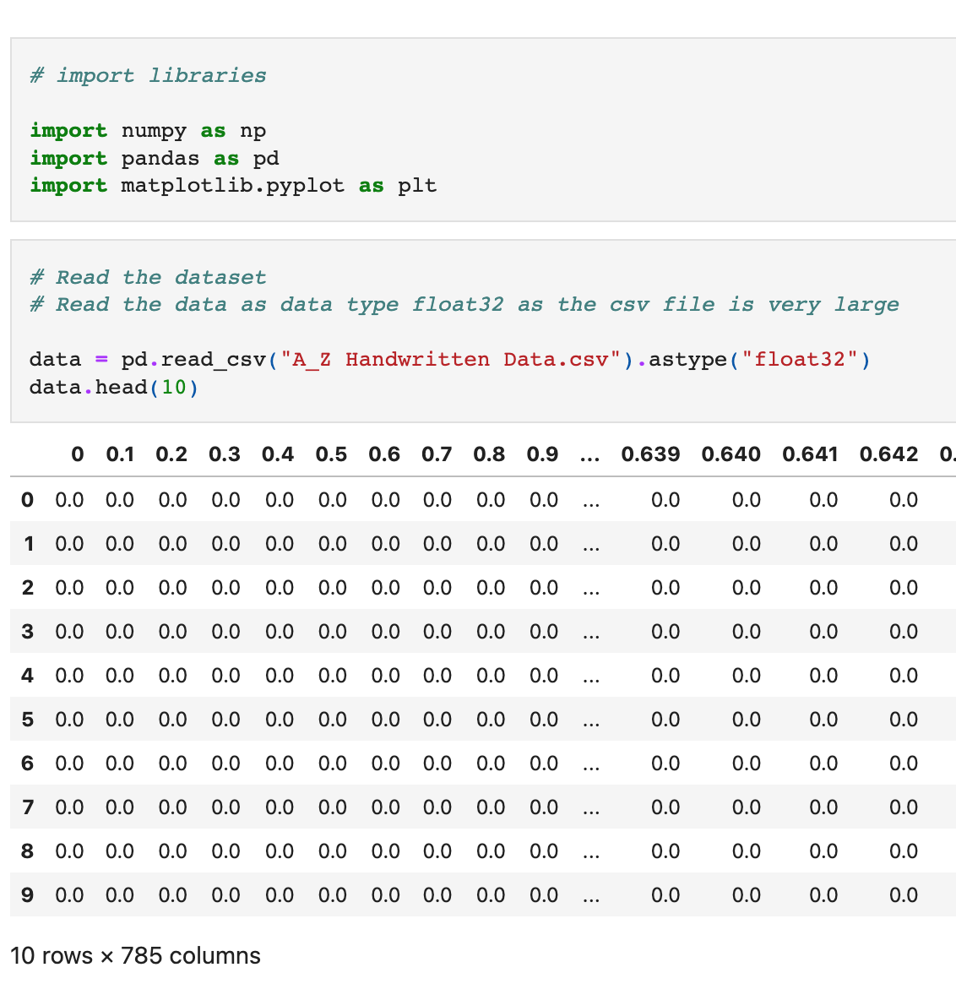 # import libraries
import numpy as np
import pandas as pd
import matplotlib.pyplot as plt
# Read the dataset
# Read the data as data type float32 as the csv file is very large
data = pd.read_csv("A_Z Handwritten Data.csv").astype("float32")
data.head(10)
0 0.1 0.2 0.3 0.4 0.5 0.6 0.7 0.8 0.9 ... 0.639 0.640 0.641 0.642 0.
0 0.0 0.0 0.0 0.0 0.0 0.0 0.0 0.0 0.0 0.0 ... 0.0 0.0 0.0 0.0
1 0.0 0.0 0.0 0.0 0.0 0.0 0.0 0.0 0.0 0.0 ... 0.0 0.0 0.0 0.0
2 0.0 0.0 0.0 0.0 0.0 0.0 0.0 0.0 0.0 0.0 ... 0.0 0.0 0.0 0.0
3 0.0 0.0 0.0 0.0 0.0 0.0 0.0 0.0 0.0 0.0 ... 0.0 0.0 0.0 0.0
4 0.0 0.0 0.0 0.0 0.0 0.0 0.0 0.0 0.0 0.0 ... 0.0 0.0 0.0 0.0
5 0.0 0.0 0.0 0.0 0.0 0.0 0.0 0.0 0.0 0.0 ... 0.0 0.0 0.0 0.0
6 0.0 0.0 0.0 0.0 0.0 0.0 0.0 0.0 0.0 0.0 ... 0.0 0.0 0.0 0.0
7 0.0 0.0 0.0 0.0 0.0 0.0 0.0 0.0 0.0 0.0 ... 0.0 0.0 0.0 0.0
8 0.0 0.0 0.0 0.0 0.0 0.0 0.0 0.0 0.0 0.0 ... 0.0 0.0 0.0 0.0
9 0.0 0.0 0.0 0.0 0.0 0.0 0.0 0.0 0.0 0.0 ... 0.0 0.0 0.0 0.0
10 rows × 785 columns